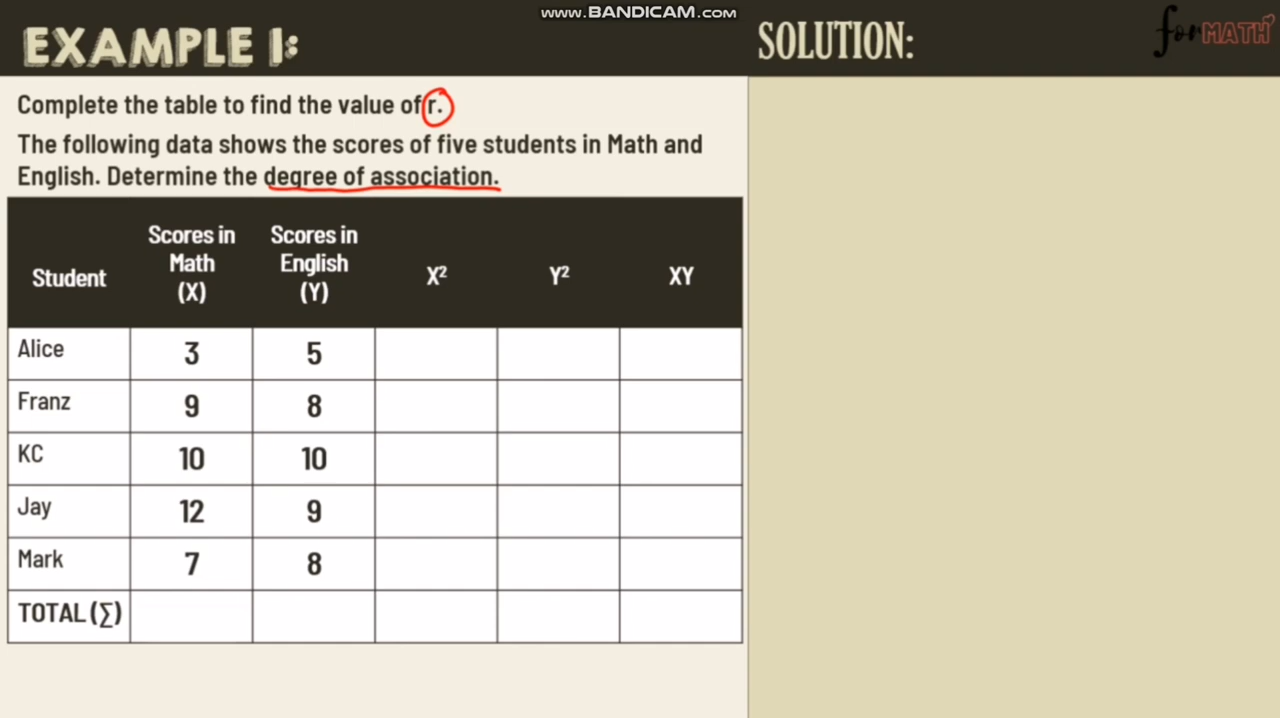 www.BANDICAM.com
EXAMPLE 1:
SOLUTION:
forMATH
Complete the table to find the value of r.
The following data shows the scores of five students in Math and
English. Determine the degree of association.
Student Scores in Math (X) Scores in English (Y) X² Y² XY
Alice 3 5
Franz 9 8
KC 10 10
Jay 12 9
Mark 7 8
TOTAL (∑)